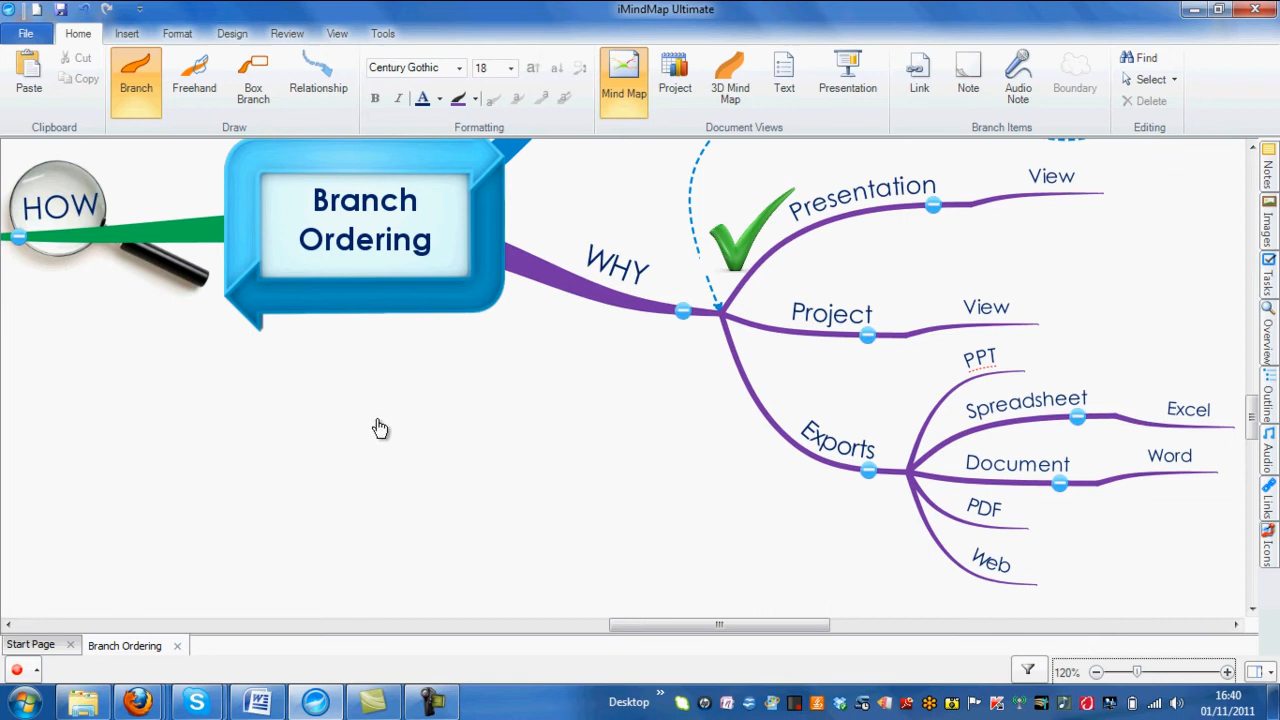 iMindMap Ultimate
File Home Insert Format Design Review View Tools
Paste
Cut
Copy
Clipboard
Branch
Freehand
Box
Branch
Relationship
Draw
Century Gothic 18
B I A
Formatting
Mind Map
Project
3D Mind
Map
Text
Presentation
Document Views
Link
Note
Audio
Note
Boundary
Branch Items
Find
Select
Delete
Editing
HOW
Branch
Ordering
WHY
Presentation
View
Project
View
Exports
PPT
Spreadsheet
Excel
Document
Word
PDF
Web
Notes
Images
Tasks
Overview
Outline
Audio
Links
Icons
Start Page
Branch Ordering
120%
Desktop
16:40
01/11/2011